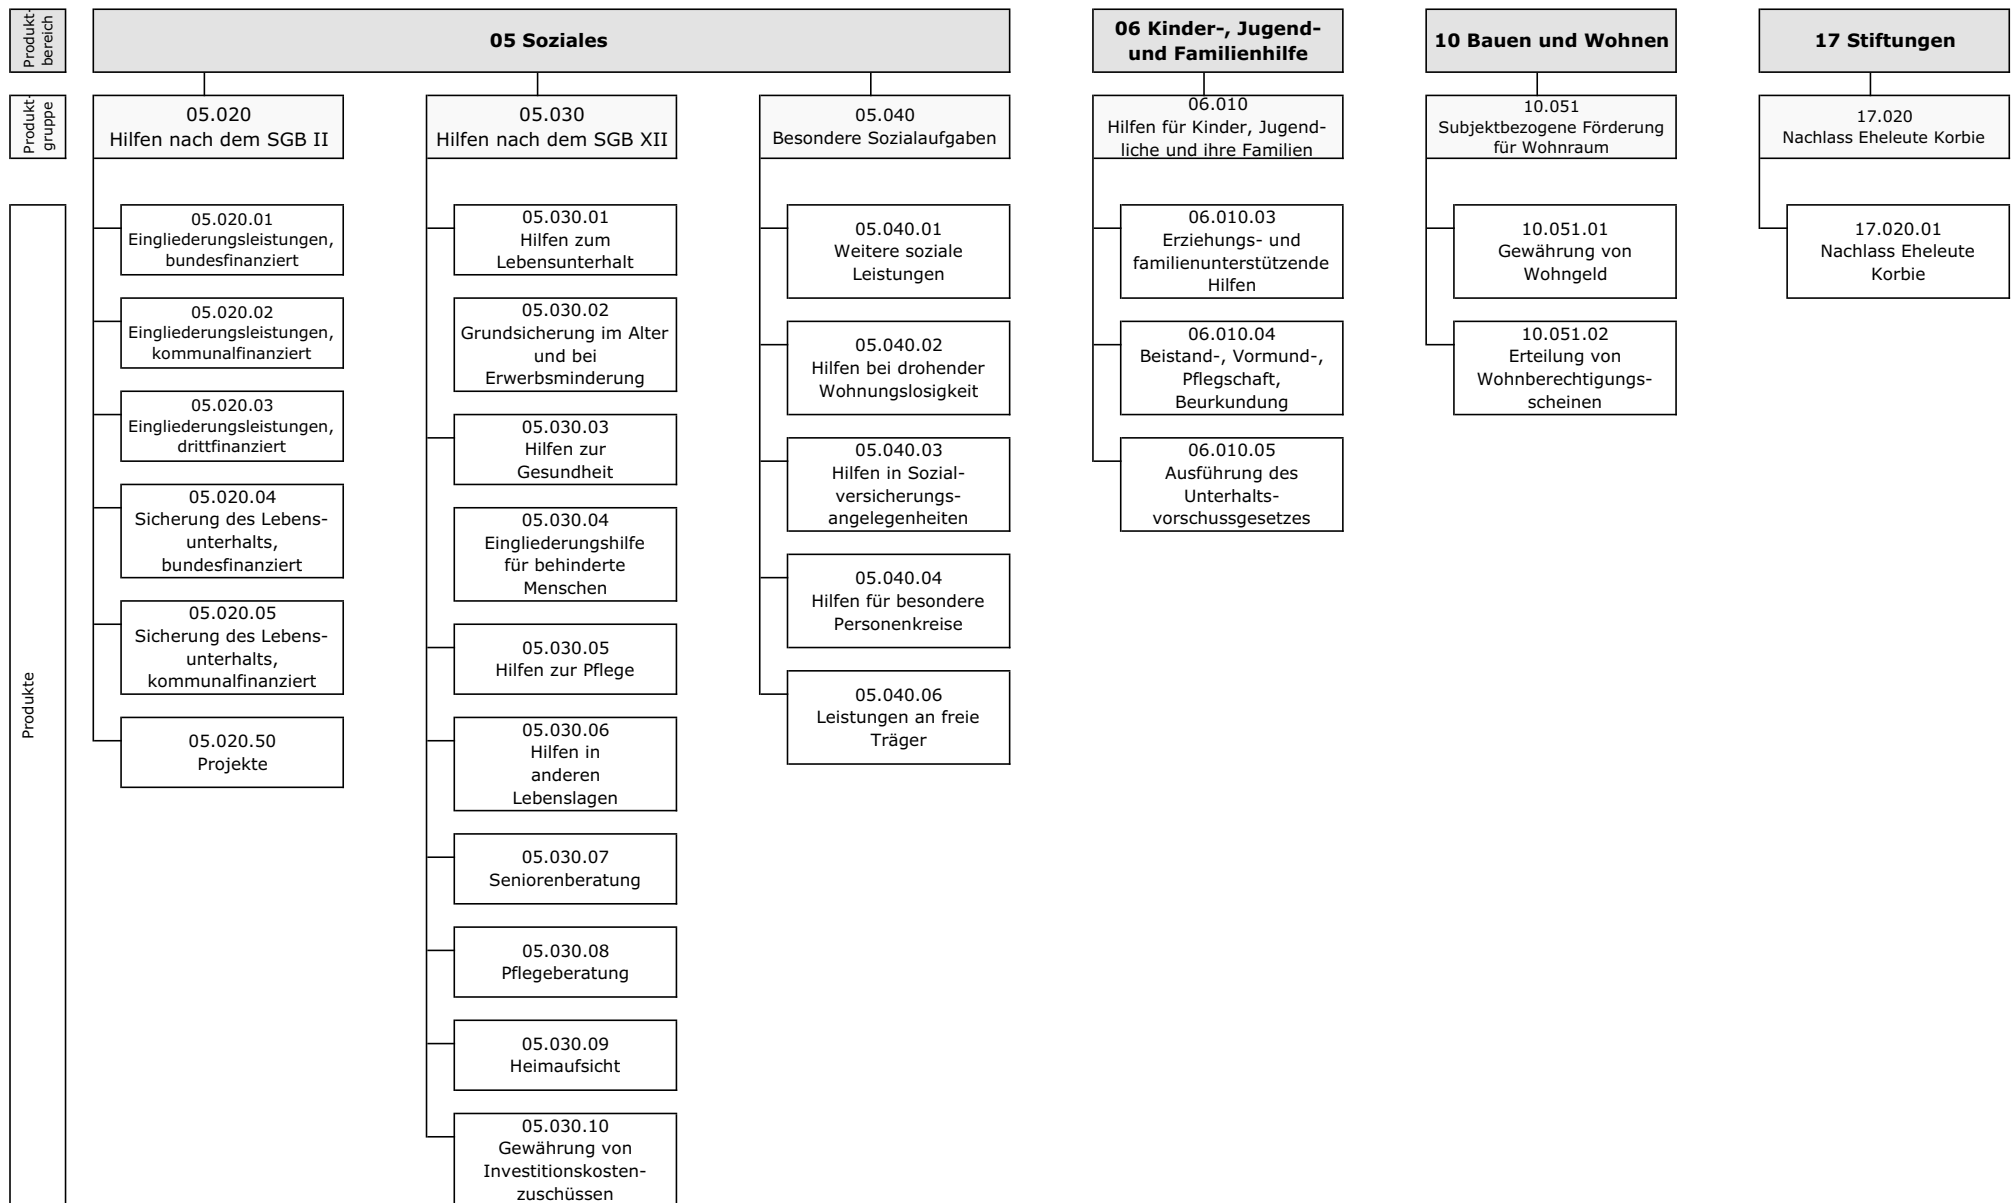 Produkt-
bereich
05 Soziales
06 Kinder-, Jugend-
und Familienhilfe
10 Bauen und Wohnen
17 Stiftungen
Produkt-
gruppe
05.020
Hilfen nach dem SGB II
05.030
Hilfen nach dem SGB XII
05.040
Besondere Sozialaufgaben
06.010
Hilfen für Kinder, Jugend-
liche und ihre Familien
10.051
Subjektbezogene Förderung
für Wohnraum
17.020
Nachlass Eheleute Korbie
Produkte
05.020.01
Eingliederungsleistungen,
bundesfinanziert
05.020.02
Eingliederungsleistungen,
kommunalfinanziert
05.020.03
Eingliederungsleistungen,
drittfinanziert
05.020.04
Sicherung des Lebens-
unterhalts,
bundesfinanziert
05.020.05
Sicherung des Lebens-
unterhalts,
kommunalfinanziert
05.020.50
Projekte
05.030.01
Hilfen zum
Lebensunterhalt
05.030.02
Grundsicherung im Alter
und bei
Erwerbsminderung
05.030.03
Hilfen zur
Gesundheit
05.030.04
Eingliederungshilfe
für behinderte
Menschen
05.030.05
Hilfen zur Pflege
05.030.06
Hilfen in
anderen
Lebenslagen
05.030.07
Seniorenberatung
05.030.08
Pflegeberatung
05.030.09
Heimaufsicht
05.030.10
Gewährung von
Investitionskosten-
zuschüssen
05.040.01
Weitere soziale
Leistungen
05.040.02
Hilfen bei drohender
Wohnungslosigkeit
05.040.03
Hilfen in Sozial-
versicherungs-
angelegenheiten
05.040.04
Hilfen für besondere
Personenkreise
05.040.06
Leistungen an freie
Träger
06.010.03
Erziehungs- und
familienunterstützende
Hilfen
06.010.04
Beistand-, Vormund-,
Pflegschaft,
Beurkundung
06.010.05
Ausführung des
Unterhalts-
vorschussgesetzes
10.051.01
Gewährung von
Wohngeld
10.051.02
Erteilung von
Wohnberechtigungs-
scheinen
17.020.01
Nachlass Eheleute
Korbie